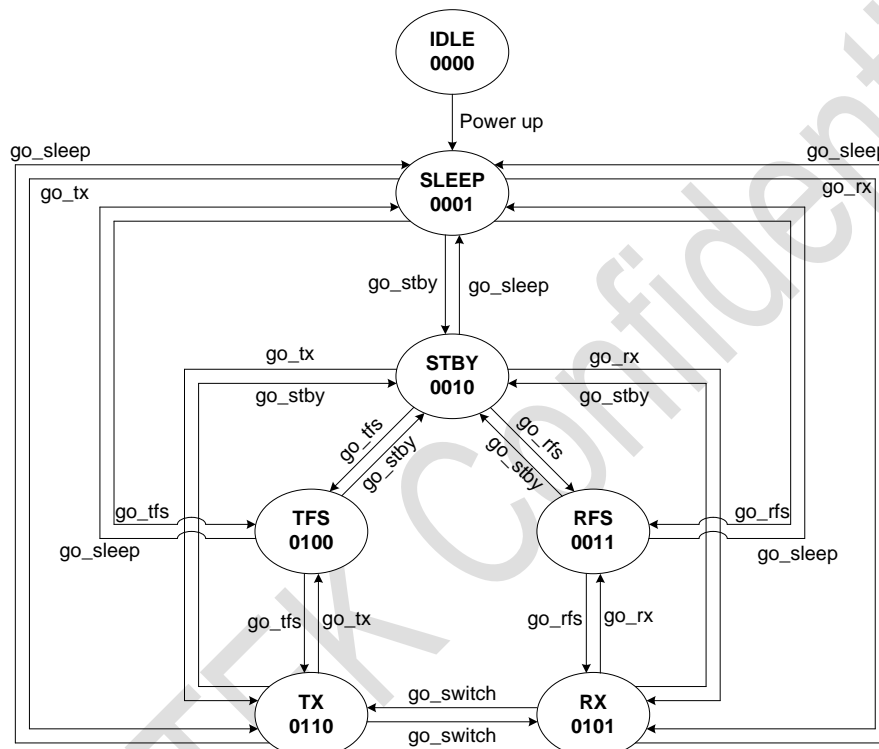 IDLE
0000
Power up
go_sleep
go_sleep
SLEEP
0001
go_tx
go_rx
go_stby
go_sleep
STBY
0010
go_tx
go_rx
go_stby
go_stby
go_tfs
go_stby
go_rfs
go_stby
go_tfs
TFS
0100
RFS
0011
go_rfs
go_sleep
go_sleep
go_tfs
go_tx
go_rfs
go_rx
go_switch
TX
0110
RX
0101
go_switch
TEK Confidenti